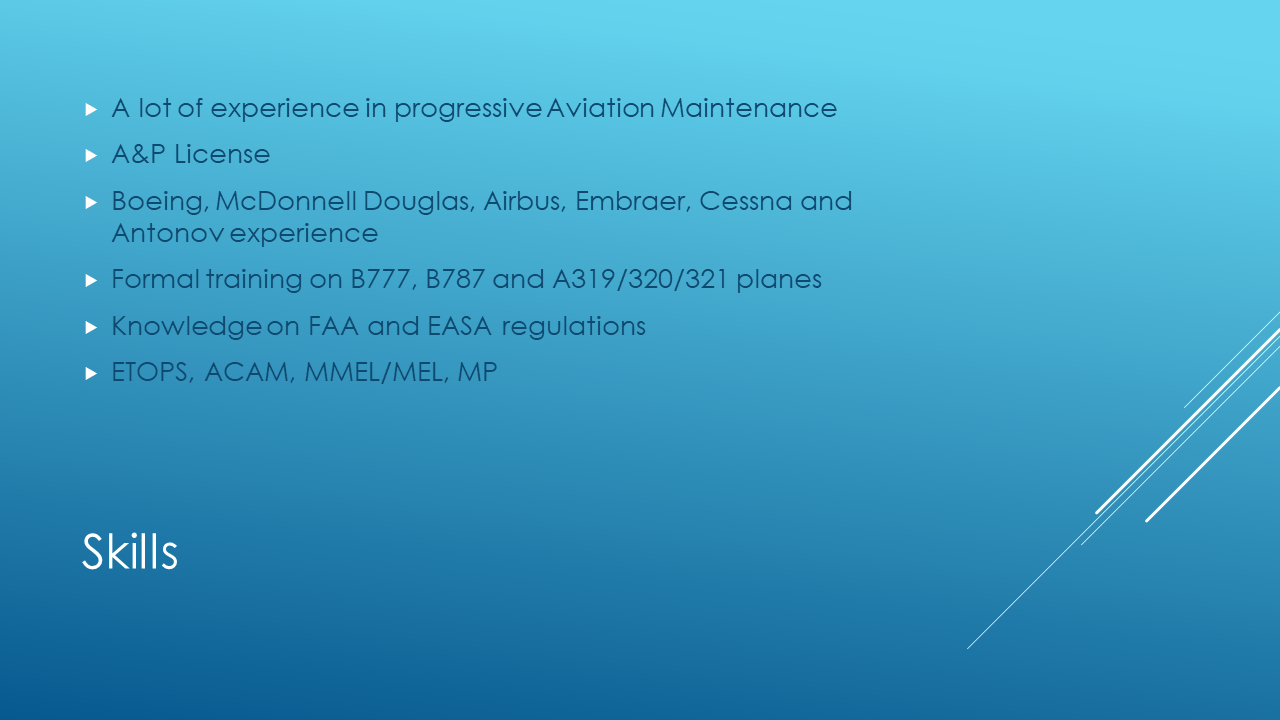 A lot of experience in progressive Aviation Maintenance
A&P License
Boeing, McDonnell Douglas, Airbus, Embraer, Cessna and
Antonov experience
Formal training on B777, B787 and A319/320/321 planes
Knowledge on FAA and EASA regulations
ETOPS, ACAM, MMEL/MEL, MP
Skills